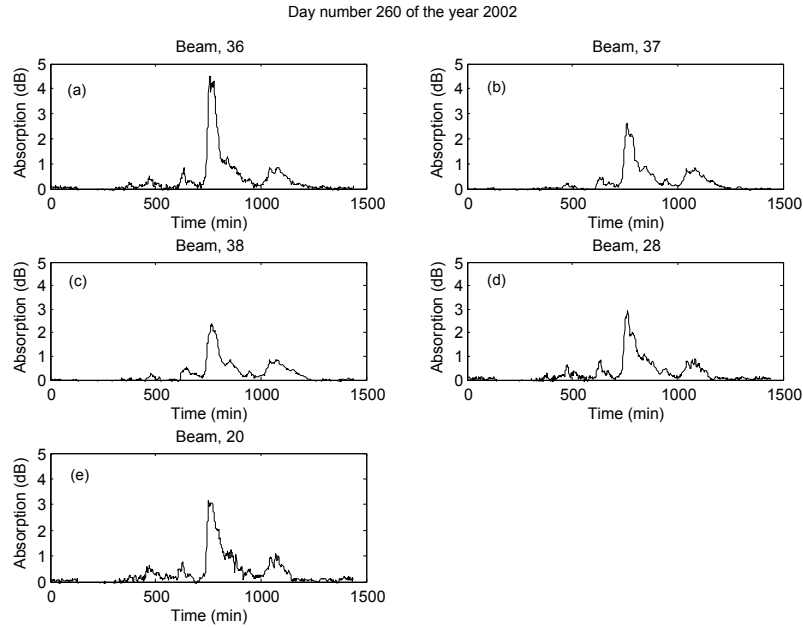 Day number 260 of the year 2002
Beam, 36
(a)
Absorption (dB)
5
4
3
2
1
0
0 500 1000 1500
Time (min)
Beam, 37
(b)
Absorption (dB)
5
4
3
2
1
0
0 500 1000 1500
Time (min)
Beam, 38
(c)
Absorption (dB)
5
4
3
2
1
0
0 500 1000 1500
Time (min)
Beam, 28
(d)
Absorption (dB)
5
4
3
2
1
0
0 500 1000 1500
Time (min)
Beam, 20
(e)
Absorption (dB)
5
4
3
2
1
0
0 500 1000 1500
Time (min)